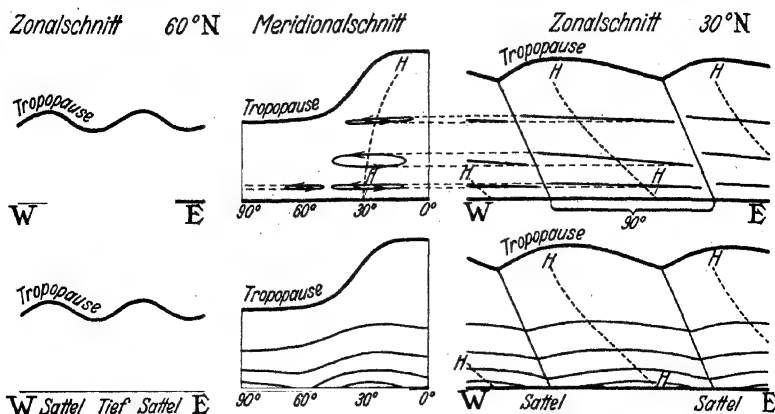 Zonalschnitt 60°N Meridionalschnitt Zonalschnitt 30°N
Tropopause
Tropopause
Tropopause
H H H
H H H
W E
90° 60° 30° 0°
W E
90°
Tropopause
Tropopause
Tropopause
H H
H H
W Sattel Tief Sattel E
90° 60° 30° 0°
W E
Sattel Sattel